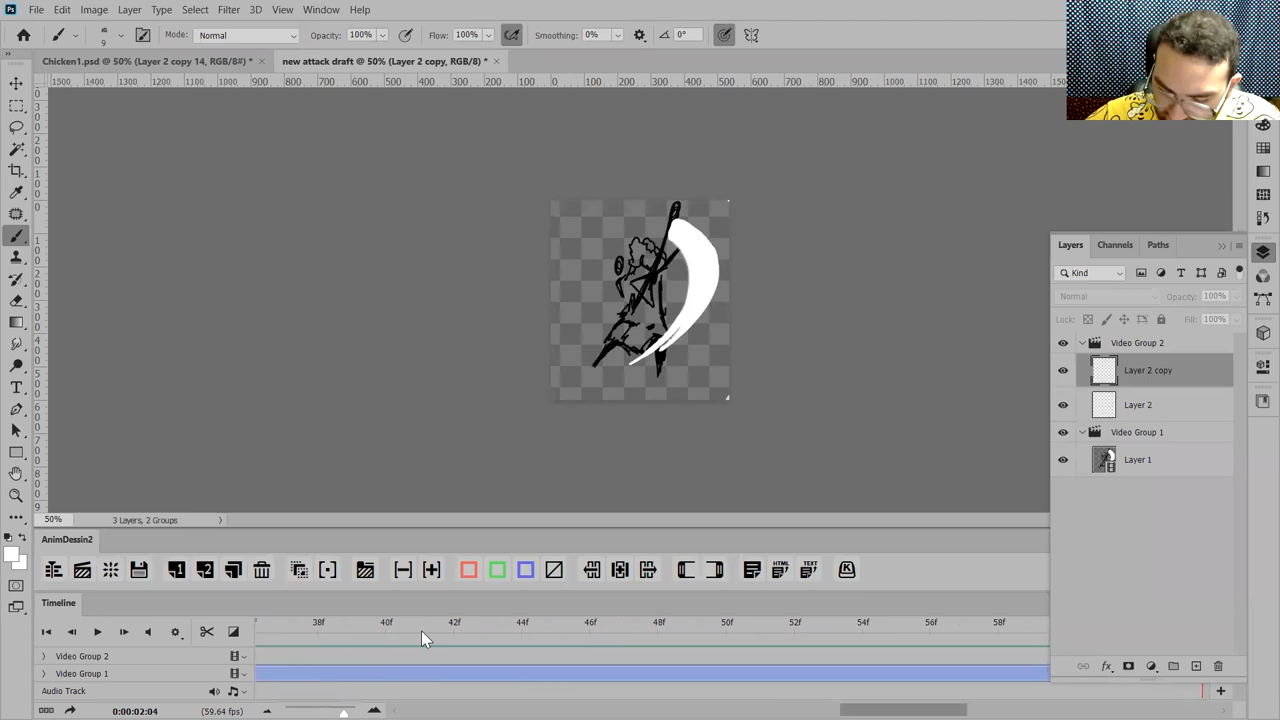 Ps File Edit Image Layer Type Select Filter 3D View Window Help
9 Mode: Normal Opacity: 100% Flow: 100% Smoothing: 0% 0°
Chicken1.psd @ 50% (Layer 2 copy 14, RGB/8#) * × new attack draft @ 50% (Layer 2 copy, RGB/8) * ×
1500 1400 1300 1200 1100 1000 900 800 700 600 500 400 300 200 100 0 100 200 300 400 500 600 700 800 900 1000 1100 1200 1300 1400 1500
Layers Channels Paths
Kind
Normal Opacity: 100%
Lock: Fill: 100%
Video Group 2
Layer 2 copy
Layer 2
Video Group 1
Layer 1
50% 3 Layers, 2 Groups
AnimDessin2
1 2 HTML TEXT K
Timeline
38f 40f 42f 44f 46f 48f 50f 52f 54f 56f 58f
Video Group 2
Video Group 1
Audio Track
0:00:02:04 (59.64 fps)